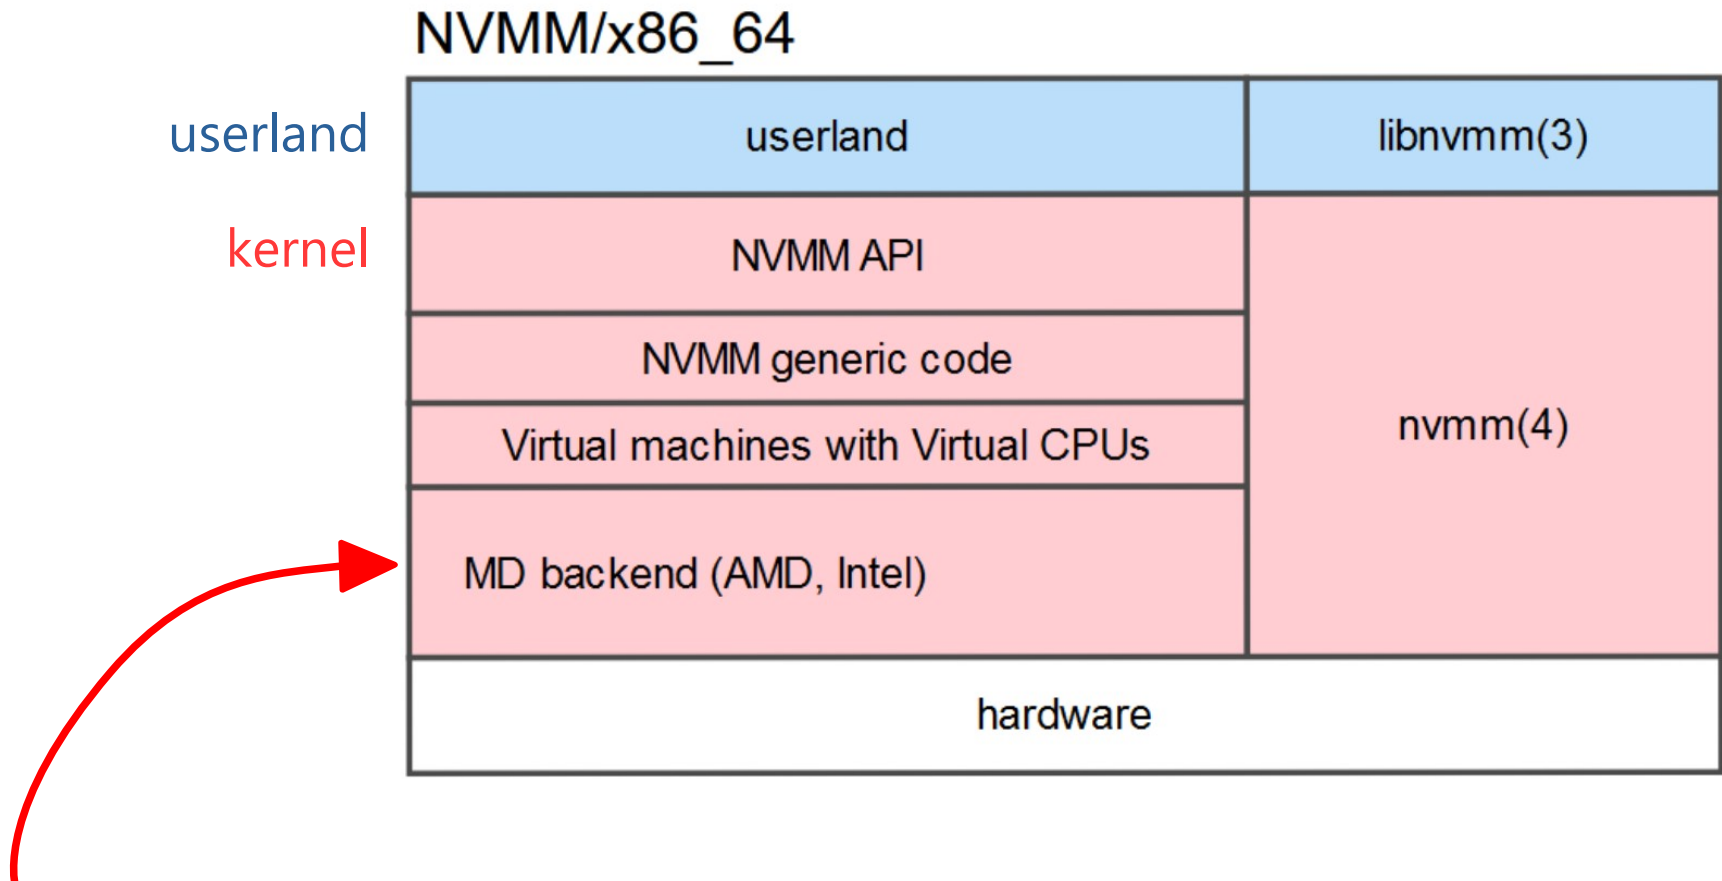 NVMM/x86_64
userland
userland
libnvmm(3)
kernel
NVMM API
NVMM generic code
Virtual machines with Virtual CPUs
nvmm(4)
MD backend (AMD, Intel)
hardware